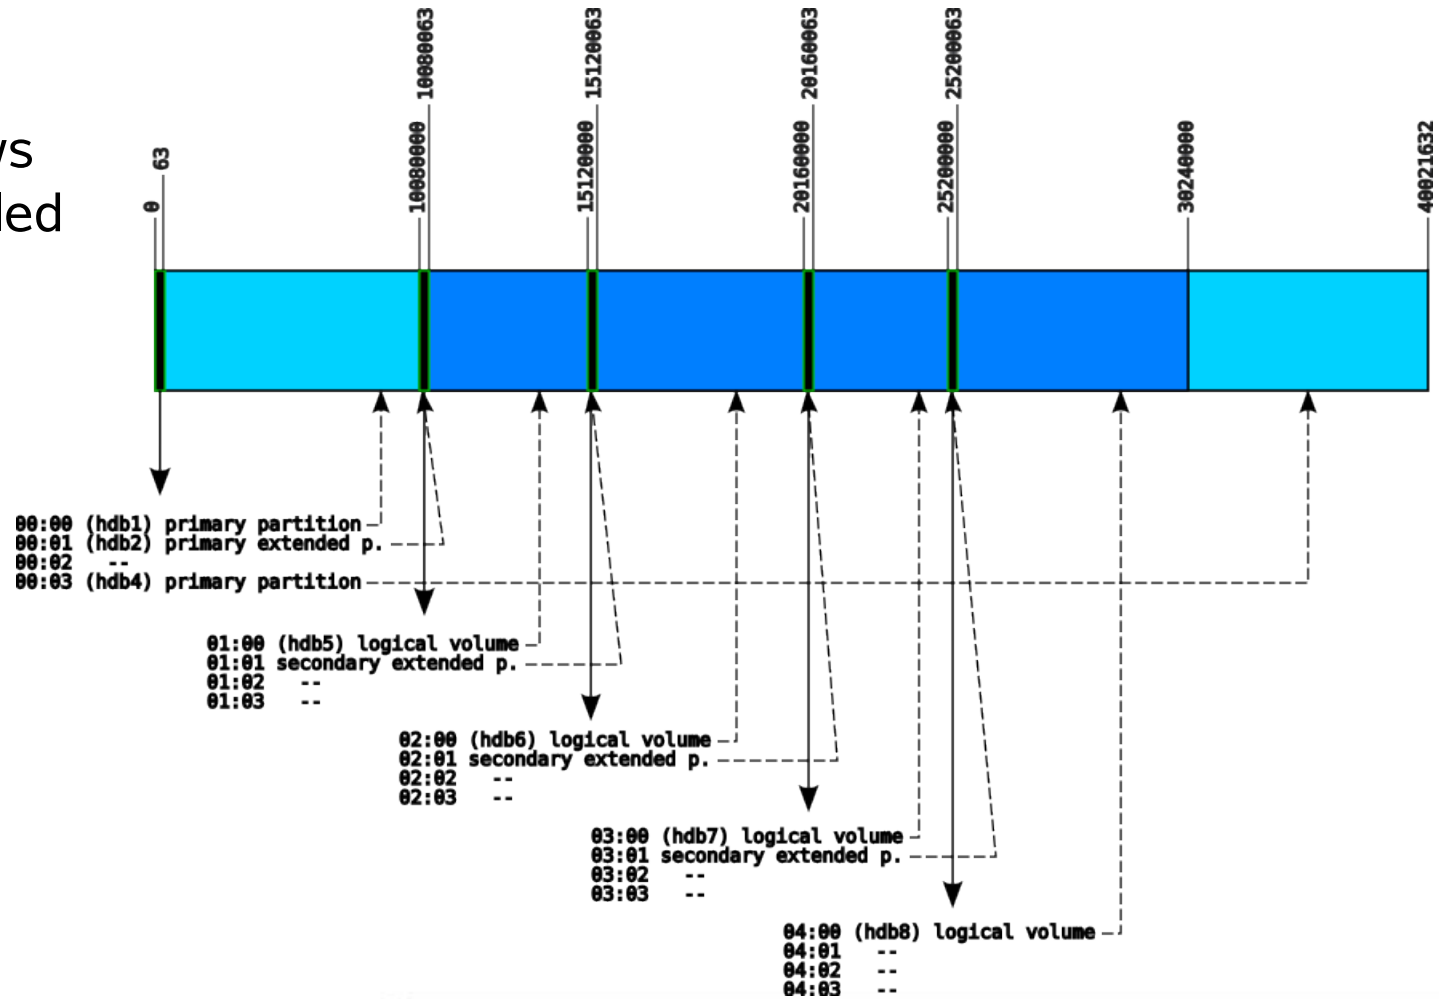 ws
ded
0
63
10080000
10080063
15120000
15120063
20160000
20160063
25200000
25200063
30240000
40021632
00:00 (hdb1) primary partition
00:01 (hdb2) primary extended p.
00:02 --
00:03 (hdb4) primary partition
01:00 (hdb5) logical volume
01:01 secondary extended p.
01:02 --
01:03 --
02:00 (hdb6) logical volume
02:01 secondary extended p.
02:02 --
02:03 --
03:00 (hdb7) logical volume
03:01 secondary extended p.
03:02 --
03:03 --
04:00 (hdb8) logical volume
04:01 --
04:02 --
04:03 --